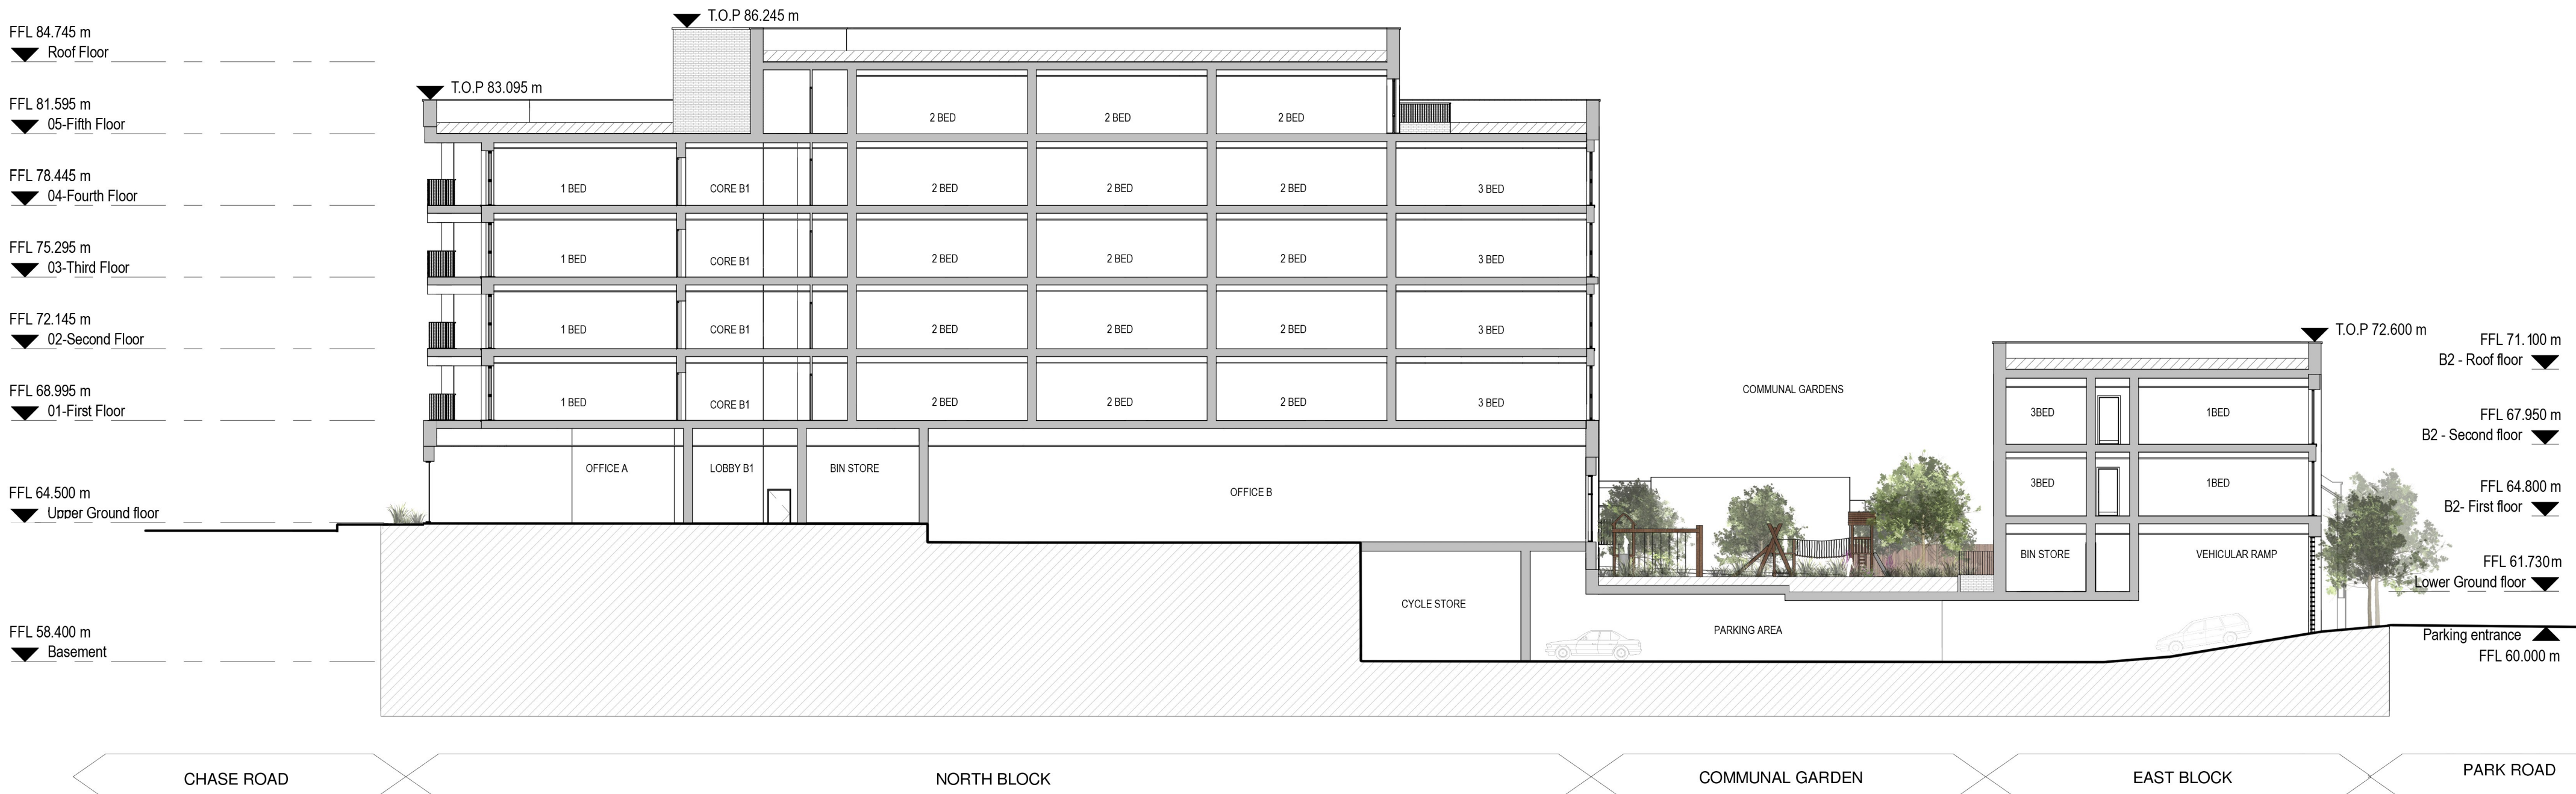 T.O.P 86.245 m
FFL 84.745 m
Roof Floor
T.O.P 83.095 m
FFL 81.595 m
05-Fifth Floor
2 BED 2 BED 2 BED
FFL 78.445 m
04-Fourth Floor
1 BED CORE B1 2 BED 2 BED 2 BED 3 BED
FFL 75.295 m
03-Third Floor
1 BED CORE B1 2 BED 2 BED 2 BED 3 BED
FFL 72.145 m
02-Second Floor
1 BED CORE B1 2 BED 2 BED 2 BED 3 BED
T.O.P 72.600 m
FFL 71.100 m
B2 - Roof floor
FFL 68.995 m
01-First Floor
1 BED CORE B1 2 BED 2 BED 2 BED 3 BED
COMMUNAL GARDENS
3BED 1BED
FFL 67.950 m
B2 - Second floor
OFFICE A LOBBY B1 BIN STORE
OFFICE B
3BED 1BED
FFL 64.800 m
B2- First floor
FFL 64.500 m
Upper Ground floor
BIN STORE VEHICULAR RAMP
FFL 61.730m
Lower Ground floor
CYCLE STORE
PARKING AREA
FFL 58.400 m
Basement
Parking entrance
FFL 60.000 m
CHASE ROAD NORTH BLOCK COMMUNAL GARDEN EAST BLOCK PARK ROAD